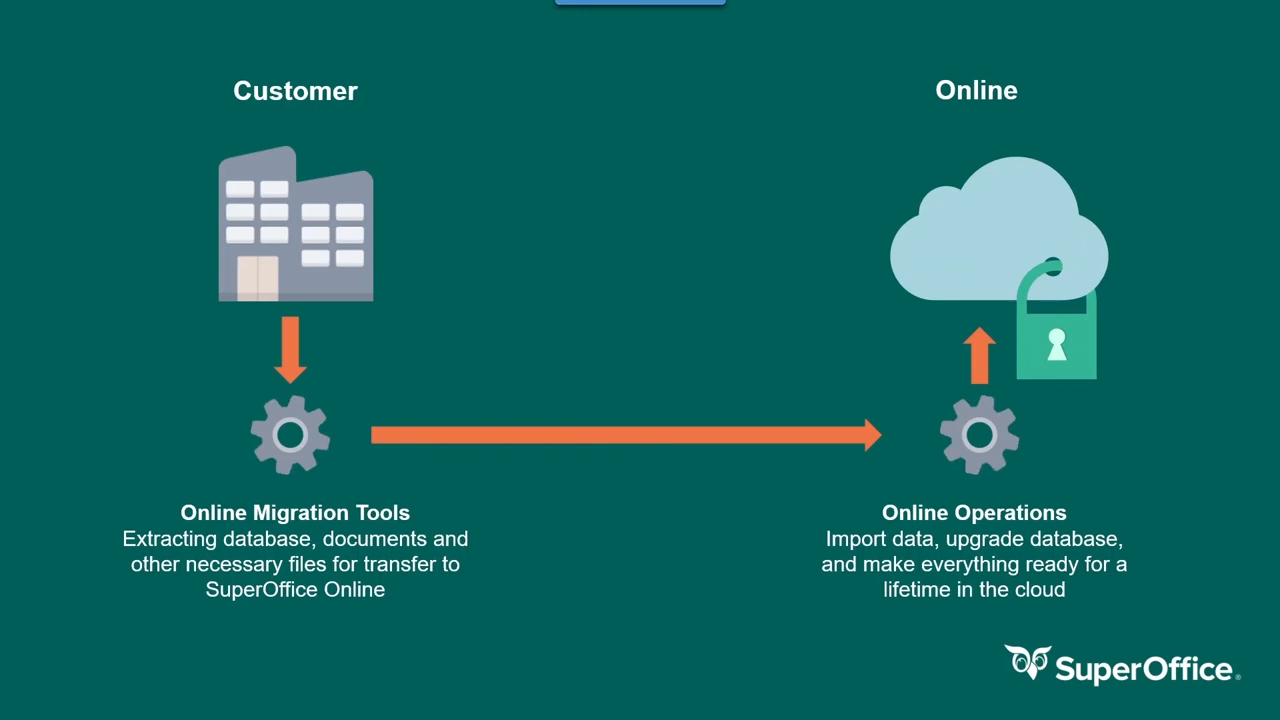 Customer
Online
Online Migration Tools
Extracting database, documents and
other necessary files for transfer to
SuperOffice Online
Online Operations
Import data, upgrade database,
and make everything ready for a
lifetime in the cloud
SuperOffice®